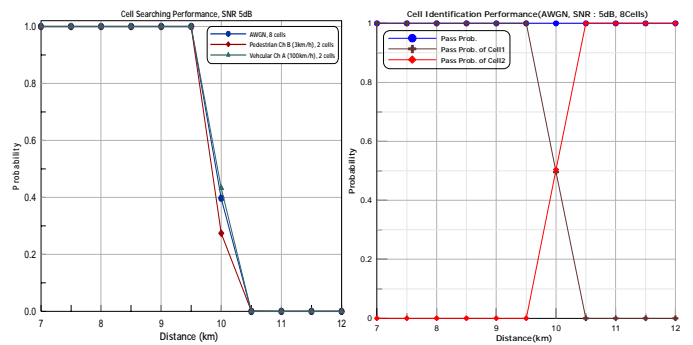 Cell Searching Performance, SNR 5dB
AWGN, 8 cells
Pedestrian Ch B (3km/h), 2 cells
Vehcular Ch A (100km/h), 2 cells
1.0
0.8
0.6
0.4
0.2
0.0
Probability
7 8 9 10 11 12
Distance (km)
Cell Identification Performance(AWGN, SNR : 5dB, 8Cells)
Pass Prob.
Pass Prob. of Cell1
Pass Prob. of Cell2
1
0.8
0.6
0.4
0.2
0
Probability
7 8 9 10 11 12
Distance(km)